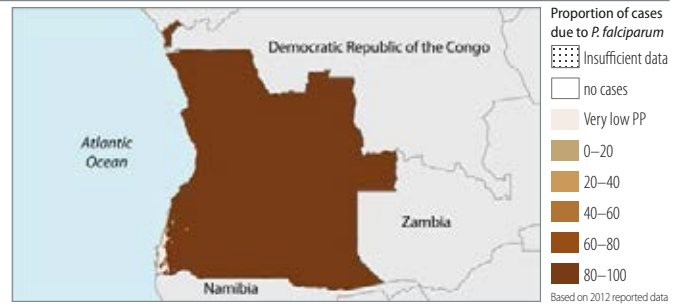 Democratic Republic of the Congo
Atlantic
Ocean
Zambia
Namibia
Proportion of cases
due to P. falciparum
Insufficient data
no cases
Very low PP
0–20
20–40
40–60
60–80
80–100
Based on 2012 reported data